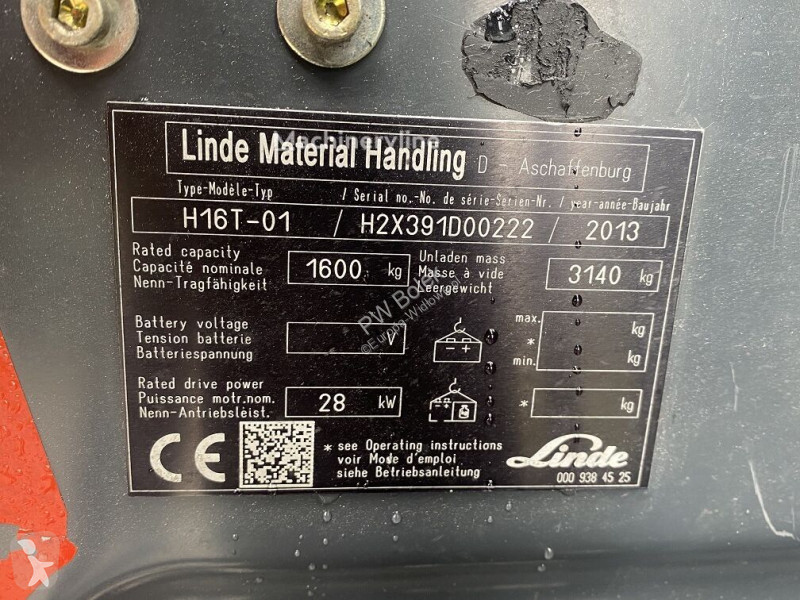 Linde Material Handling D - Aschaffenburg
Machineryline
Type-Modèle-Typ / Serial no.-No. de série-Serien-Nr. / year-année-Baujahr
H16T-01 / H2X391D00222 / 2013
Rated capacity
Capacité nominale
Nenn-Tragfähigkeit
1600 kg
Unladen mass
Masse à vide
Leergewicht
3140 kg
Battery voltage
Tension batterie
Batteriespannung
V
max. kg
*
min. kg
Rated drive power
Puissance motr.nom.
Nenn-Antriebsleist.
28 kW
* kg
PW Bolet
CE
* see Operating instructions
voir Mode d'emploi
siehe Betriebsanleitung
Linde
000 938 45 25